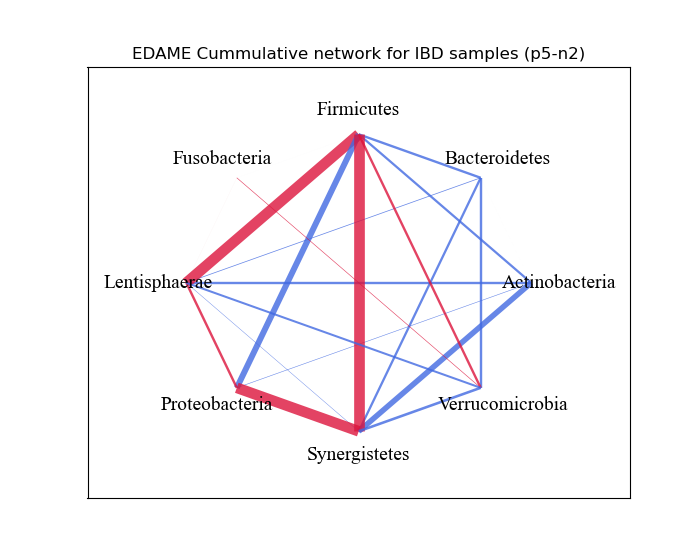 EDAME Cummulative network for IBD samples (p5-n2)
Firmicutes
Fusobacteria
Bacteroidetes
Lentisphaerae
Actinobacteria
Proteobacteria
Verrucomicrobia
Synergistetes